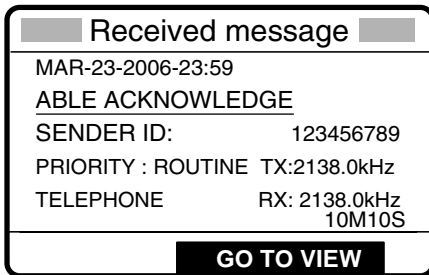 Received message
MAR-23-2006-23:59
ABLE ACKNOWLEDGE
SENDER ID: 123456789
PRIORITY : ROUTINE TX:2138.0kHz
TELEPHONE RX: 2138.0kHz
10M10S
GO TO VIEW